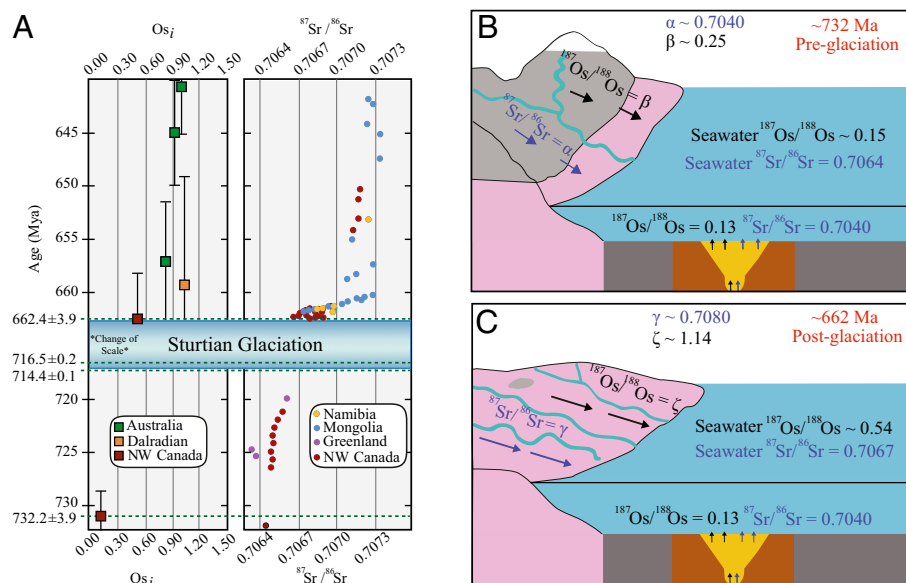 A
Os i
87Sr /86Sr
0.00 0.30 0.60 0.90 1.20 1.50
0.7064 0.7067 0.7070 0.7073
Age (Mya)
645
650
655
660
662.4±3.9
*Change of
Scale*
Sturtian Glaciation
716.5±0.2
714.4±0.1
720
725
730
732.2±3.9
Australia
Dalradian
NW Canada
Namibia
Mongolia
Greenland
NW Canada
0.00 0.30 0.60 0.90 1.20 1.50
0.7064 0.7067 0.7070 0.7073
Os i
87Sr /86Sr
B
α ~ 0.7040
β ~ 0.25
~732 Ma
Pre-glaciation
187Os/188Os = β
87Sr/86Sr = α
Seawater 187Os/188Os ~ 0.15
Seawater 87Sr/86Sr = 0.7064
187Os/188Os = 0.13 87Sr/86Sr = 0.7040
C
γ ~ 0.7080
ζ ~ 1.14
~662 Ma
Post-glaciation
187Os/188Os = ζ
87Sr/86Sr = γ
Seawater 187Os/188Os ~ 0.54
Seawater 87Sr/86Sr = 0.7067
187Os/188Os = 0.13 87Sr/86Sr = 0.7040